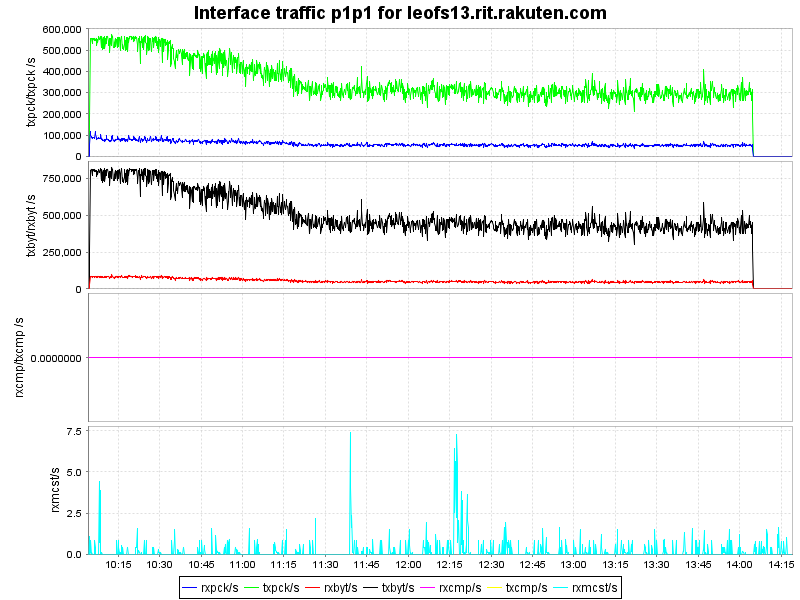 Interface traffic p1p1 for leofs13.rit.rakuten.com
txpck/txpck /s
600,000
500,000
400,000
300,000
200,000
100,000
0
txbyt/rxbyt /s
750,000
500,000
250,000
0
rxcmp/txcmp /s
0.0000000
rxmcst/s
7.5
5.0
2.5
0.0
10:15 10:30 10:45 11:00 11:15 11:30 11:45 12:00 12:15 12:30 12:45 13:00 13:15 13:30 13:45 14:00 14:15
rxpck/s txpck/s rxbyt/s txbyt/s rxcmp/s txcmp/s rxmcst/s